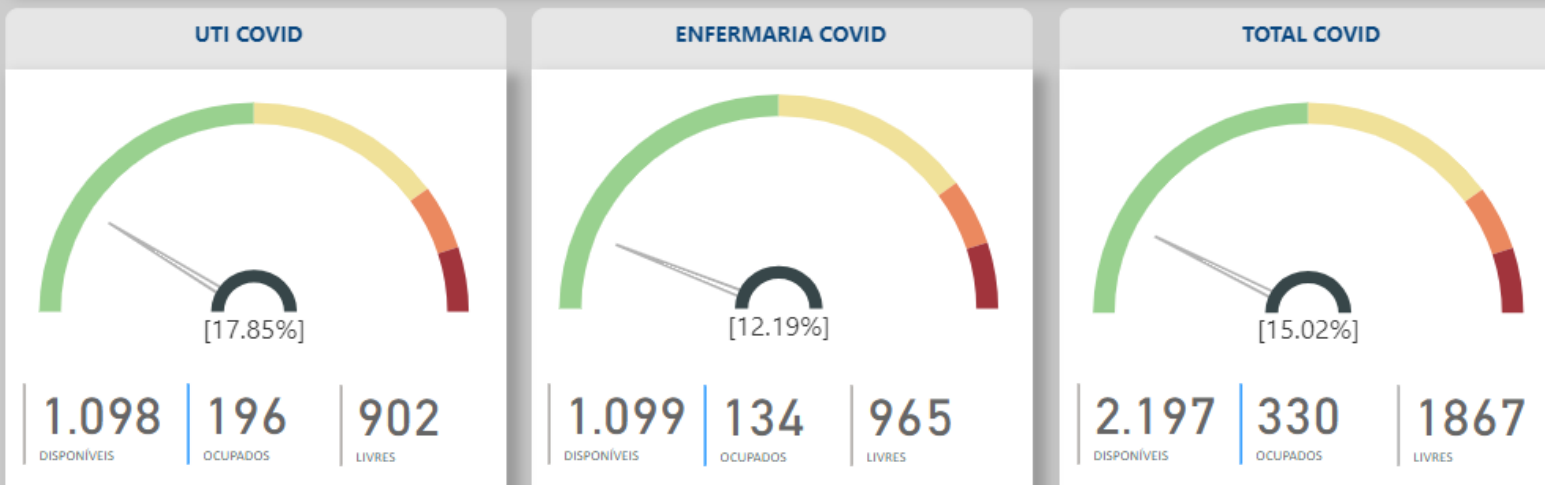 UTI COVID
[17.85%]
1.098 196 902
DISPONÍVEIS OCUPADOS LIVRES
ENFERMARIA COVID
[12.19%]
1.099 134 965
DISPONÍVEIS OCUPADOS LIVRES
TOTAL COVID
[15.02%]
2.197 330 1867
DISPONÍVEIS OCUPADOS LIVRES